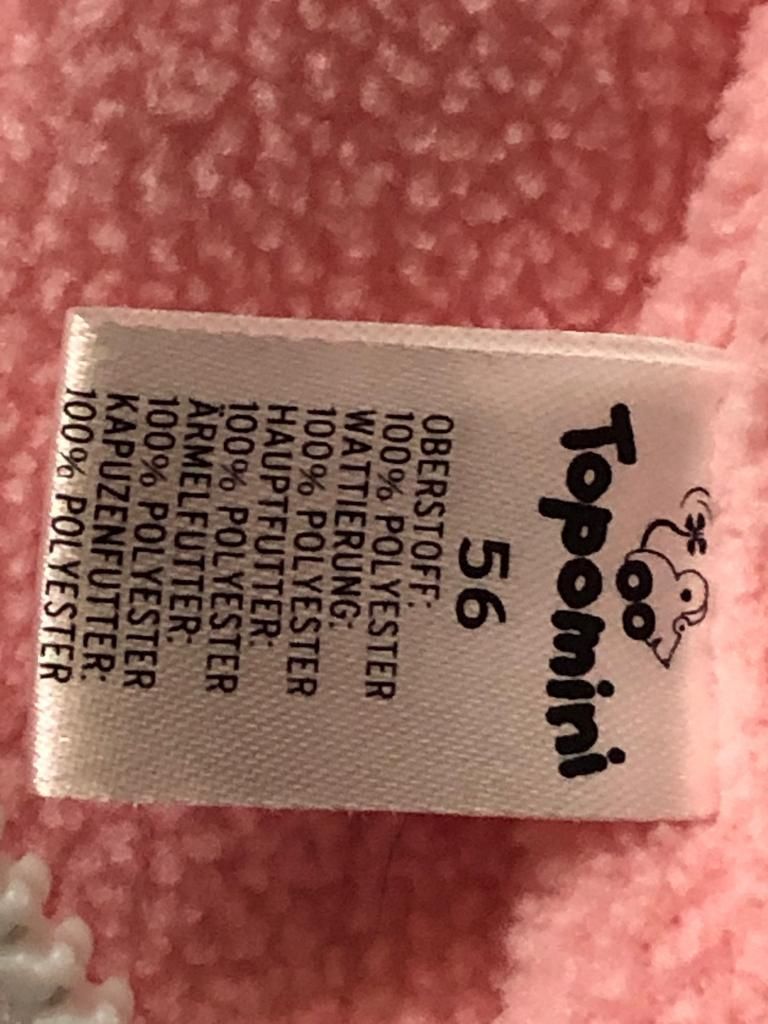 Topomini
56
OBERSTOFF:
100% POLYESTER
WATTIERUNG:
100% POLYESTER
HAUPTFUTTER:
100% POLYESTER
ÄRMELFUTTER:
100% POLYESTER
KAPUZENFUTTER:
100% POLYESTER